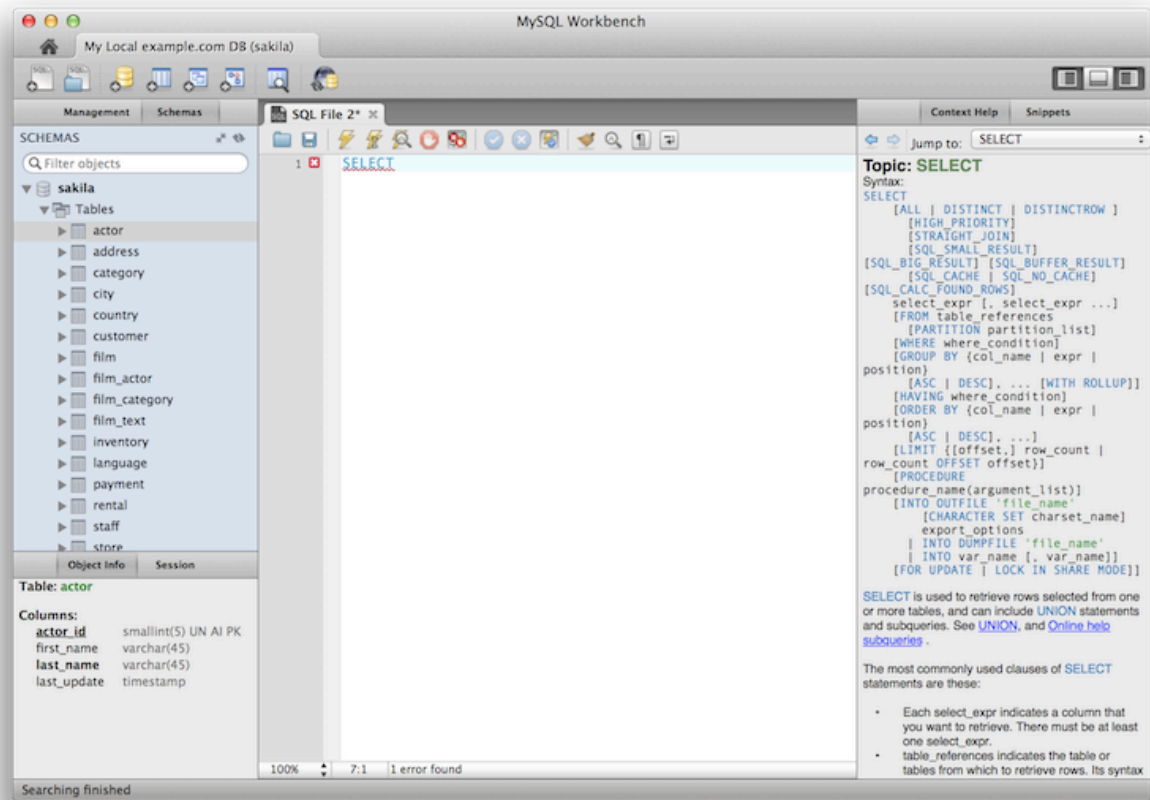 MySQL Workbench
My Local example.com DB (sakila)
Management Schemas
SCHEMAS
Filter objects
sakila
Tables
actor
address
category
city
country
customer
film
film_actor
film_category
film_text
inventory
language
payment
rental
staff
store
Object Info Session
Table: actor
Columns:
actor_id smallint(5) UN AI PK
first_name varchar(45)
last_name varchar(45)
last_update timestamp
SQL File 2*
1 SELECT
100% 7:1 1 error found
Context Help Snippets
Jump to: SELECT
Topic: SELECT
Syntax:
SELECT
[ALL | DISTINCT | DISTINCTROW ]
[HIGH_PRIORITY]
[STRAIGHT_JOIN]
[SQL_SMALL_RESULT]
[SQL_BIG_RESULT] [SQL_BUFFER_RESULT]
[SQL_CACHE | SQL_NO_CACHE]
[SQL_CALC_FOUND_ROWS]
select_expr [, select_expr ...]
[FROM table_references
[PARTITION partition_list]
[WHERE where_condition]
[GROUP BY {col_name | expr |
position}
[ASC | DESC], ... [WITH ROLLUP]]
[HAVING where_condition]
[ORDER BY {col_name | expr |
position}
[ASC | DESC], ...]
[LIMIT {[offset,] row_count |
row_count OFFSET offset}]
[PROCEDURE
procedure_name(argument_list)]
[INTO OUTFILE 'file_name'
[CHARACTER SET charset_name]
export_options
| INTO DUMPFILE 'file_name'
| INTO var_name [, var_name]]
[FOR UPDATE | LOCK IN SHARE MODE]]
SELECT is used to retrieve rows selected from one
or more tables, and can include UNION statements
and subqueries. See UNION, and Online help
subqueries .
The most commonly used clauses of SELECT
statements are these:
• Each select_expr indicates a column that
you want to retrieve. There must be at least
one select_expr.
• table_references indicates the table or
tables from which to retrieve rows. Its syntax
Searching finished